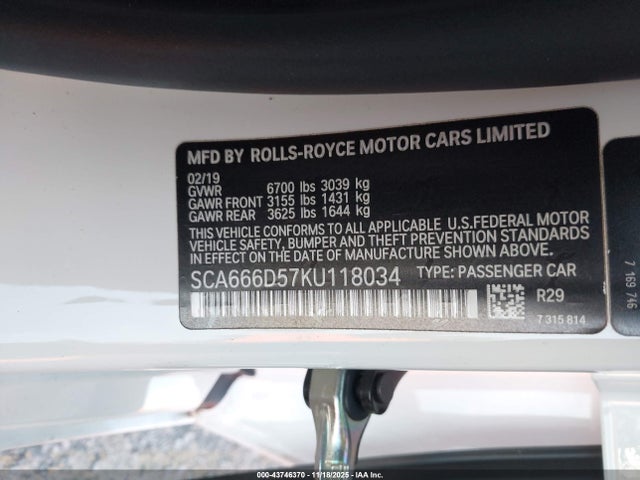 MFD BY ROLLS-ROYCE MOTOR CARS LIMITED
02/19
GVWR 6700 lbs 3039 kg
GAWR FRONT 3155 lbs 1431 kg
GAWR REAR 3625 lbs 1644 kg
THIS VEHICLE CONFORMS TO ALL APPLICABLE U.S.FEDERAL MOTOR
VEHICLE SAFETY, BUMPER AND THEFT PREVENTION STANDARDS
IN EFFECT ON THE DATE OF MANUFACTURE SHOWN ABOVE.
SCA666D57KU118034 TYPE: PASSENGER CAR
R29
7 315 814
7 169 746
000-43746370 - 11/18/2025 - IAA Inc.